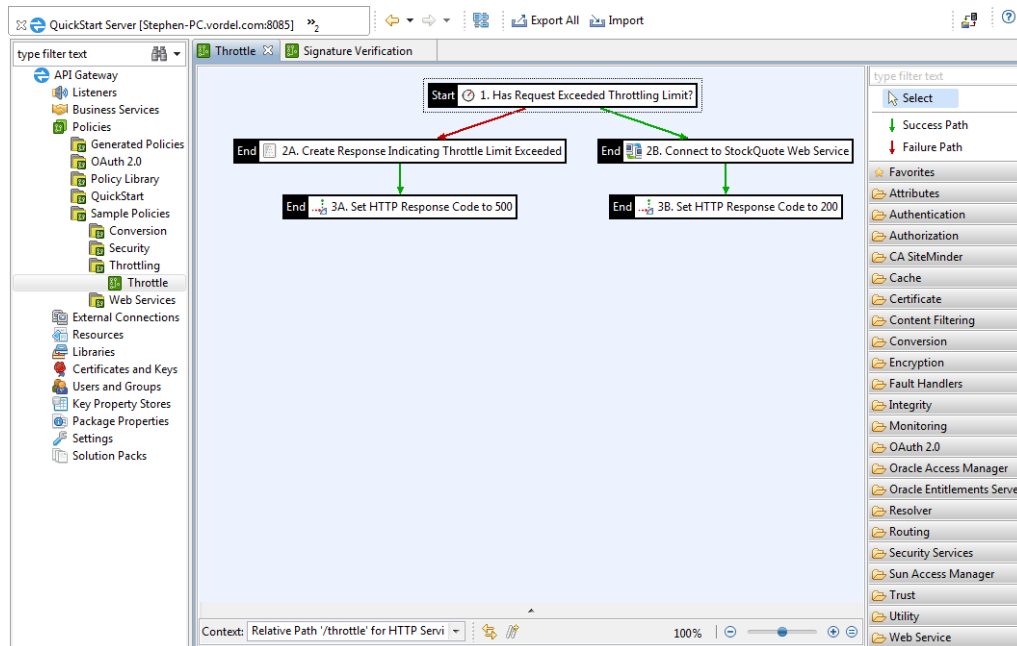 QuickStart Server [Stephen-PC.vordel.com:8085] »2
Export All
Import
type filter text
API Gateway
Listeners
Business Services
Policies
Generated Policies
OAuth 2.0
Policy Library
QuickStart
Sample Policies
Conversion
Security
Throttling
Throttle
Web Services
External Connections
Resources
Libraries
Certificates and Keys
Users and Groups
Key Property Stores
Package Properties
Settings
Solution Packs
Throttle
Signature Verification
Start 1. Has Request Exceeded Throttling Limit?
End 2A. Create Response Indicating Throttle Limit Exceeded
End 2B. Connect to StockQuote Web Service
End 3A. Set HTTP Response Code to 500
End 3B. Set HTTP Response Code to 200
Context: Relative Path '/throttle' for HTTP Servi
100%
type filter text
Select
Success Path
Failure Path
Favorites
Attributes
Authentication
Authorization
CA SiteMinder
Cache
Certificate
Content Filtering
Conversion
Encryption
Fault Handlers
Integrity
Monitoring
OAuth 2.0
Oracle Access Manager
Oracle Entitlements Serve
Resolver
Routing
Security Services
Sun Access Manager
Trust
Utility
Web Service